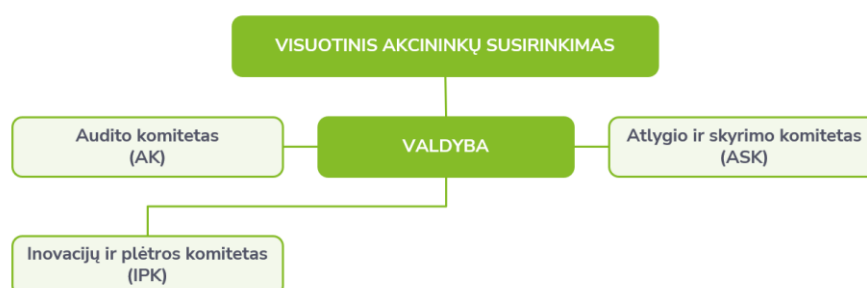 VISUOTINIS AKCININKŲ SUSIRINKIMAS
Audito komitetas
(AK)
VALDYBA
Atlygio ir skyrimo komitetas
(ASK)
Inovacijų ir plėtros komitetas
(IPK)